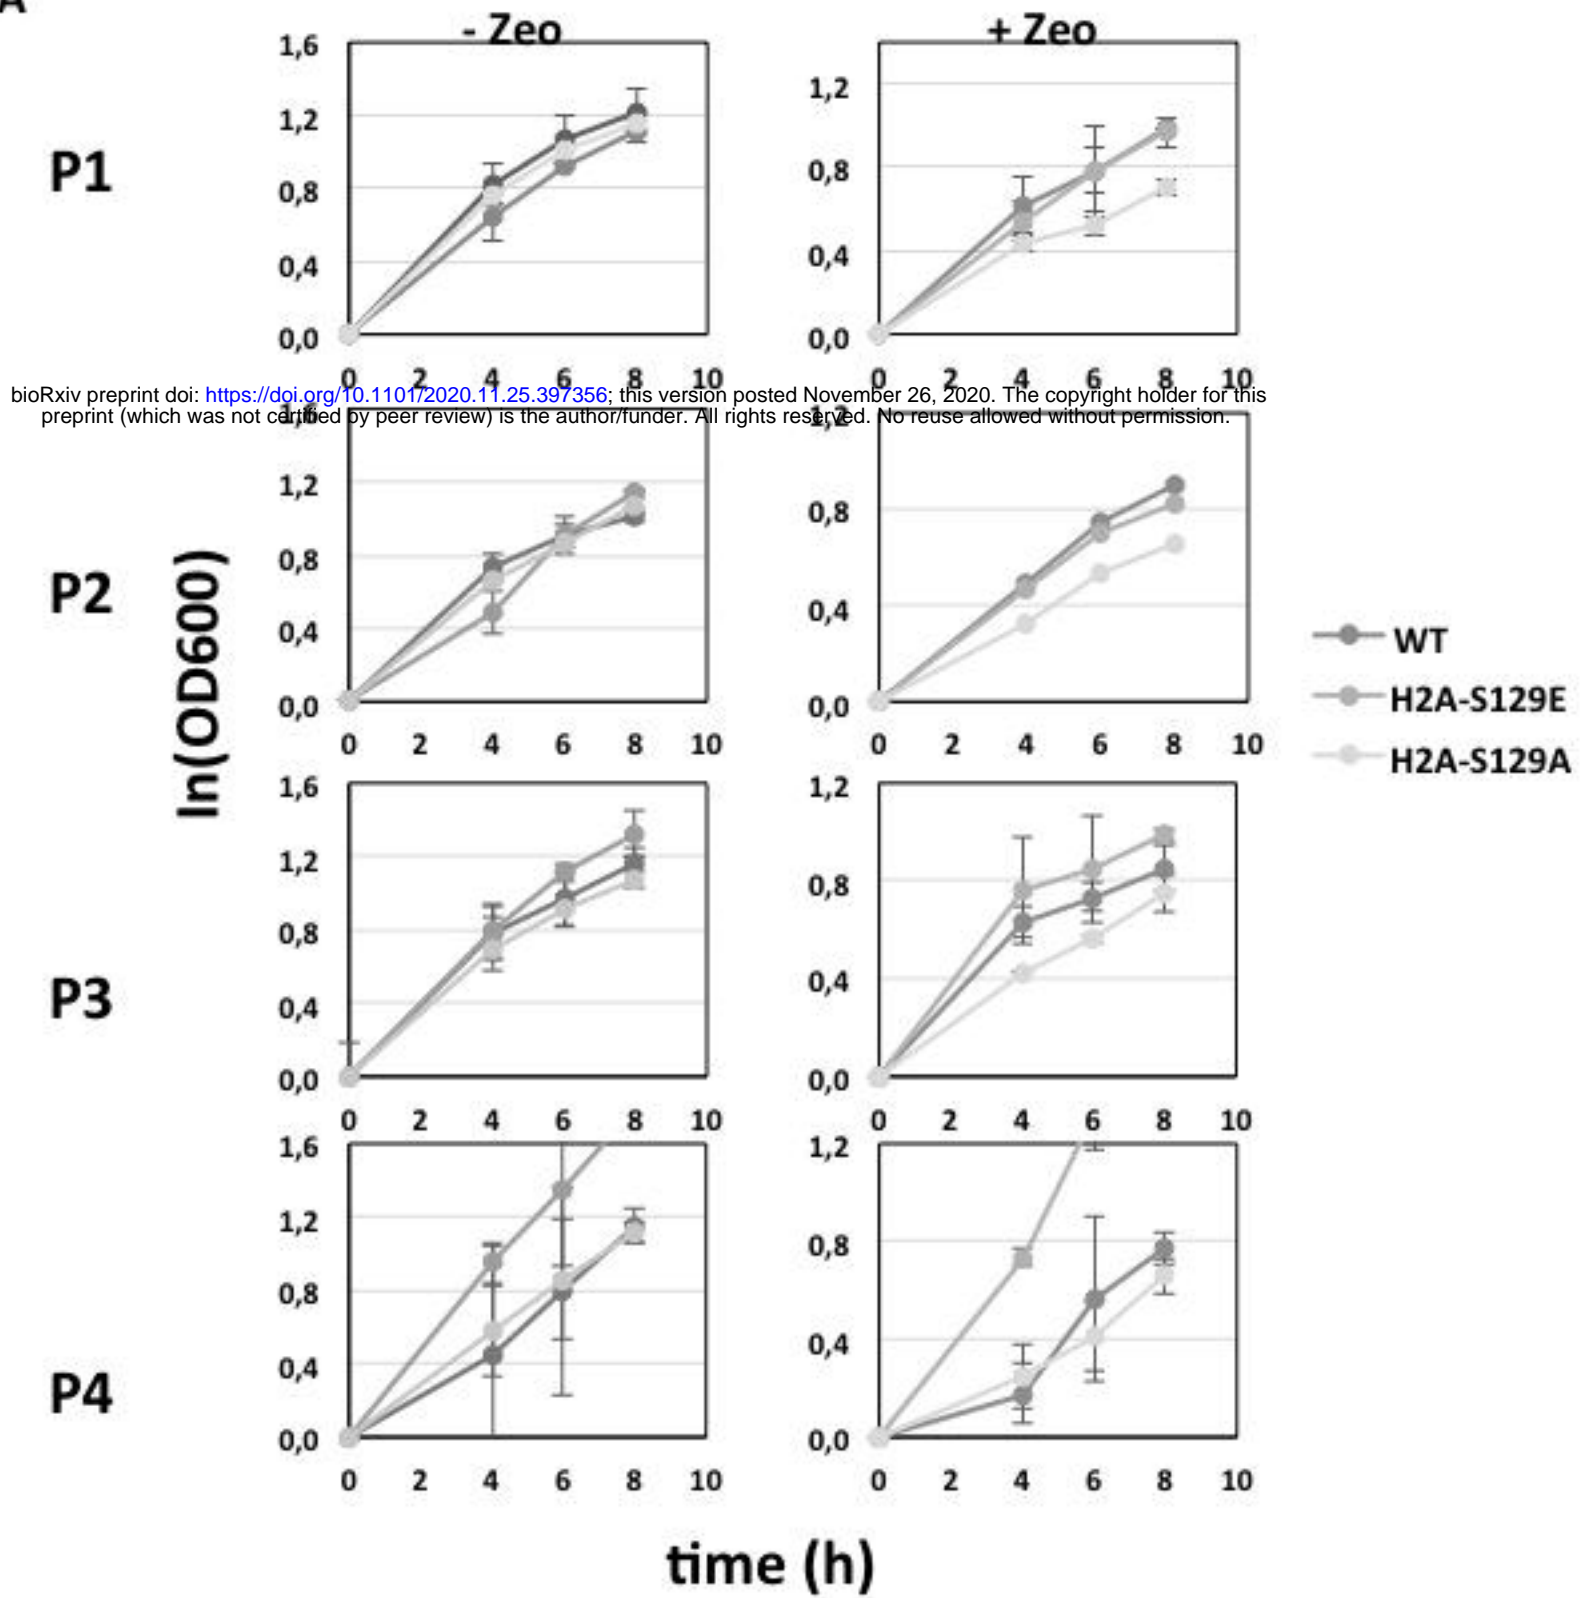 A
- Zeo
+ Zeo
P1
1,6
1,2
0,8
0,4
0,0
0 2 4 6 8 10
1,2
0,8
0,4
0,0
0 2 4 6 8 10
bioRxiv preprint doi: https://doi.org/10.1101/2020.11.25.397356; this version posted November 26, 2020. The copyright holder for this
preprint (which was not certified by peer review) is the author/funder. All rights reserved. No reuse allowed without permission.
P2
ln(OD600)
1,6
1,2
0,8
0,4
0,0
0 2 4 6 8 10
1,2
0,8
0,4
0,0
0 2 4 6 8 10
WT
H2A-S129E
H2A-S129A
P3
1,6
1,2
0,8
0,4
0,0
0 2 4 6 8 10
1,2
0,8
0,4
0,0
0 2 4 6 8 10
P4
1,6
1,2
0,8
0,4
0,0
0 2 4 6 8 10
1,2
0,8
0,4
0,0
0 2 4 6 8 10
time (h)